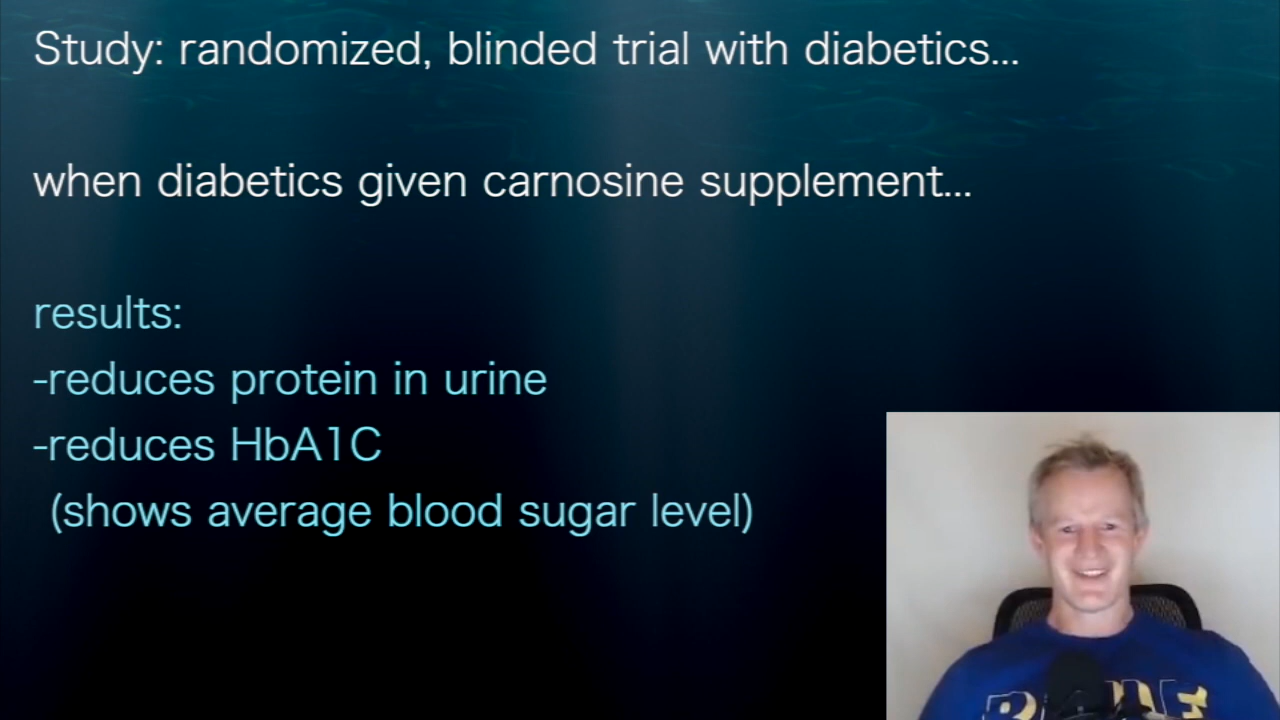 Study: randomized, blinded trial with diabetics...
when diabetics given carnosine supplement...
results:
-reduces protein in urine
-reduces HbA1C
(shows average blood sugar level)